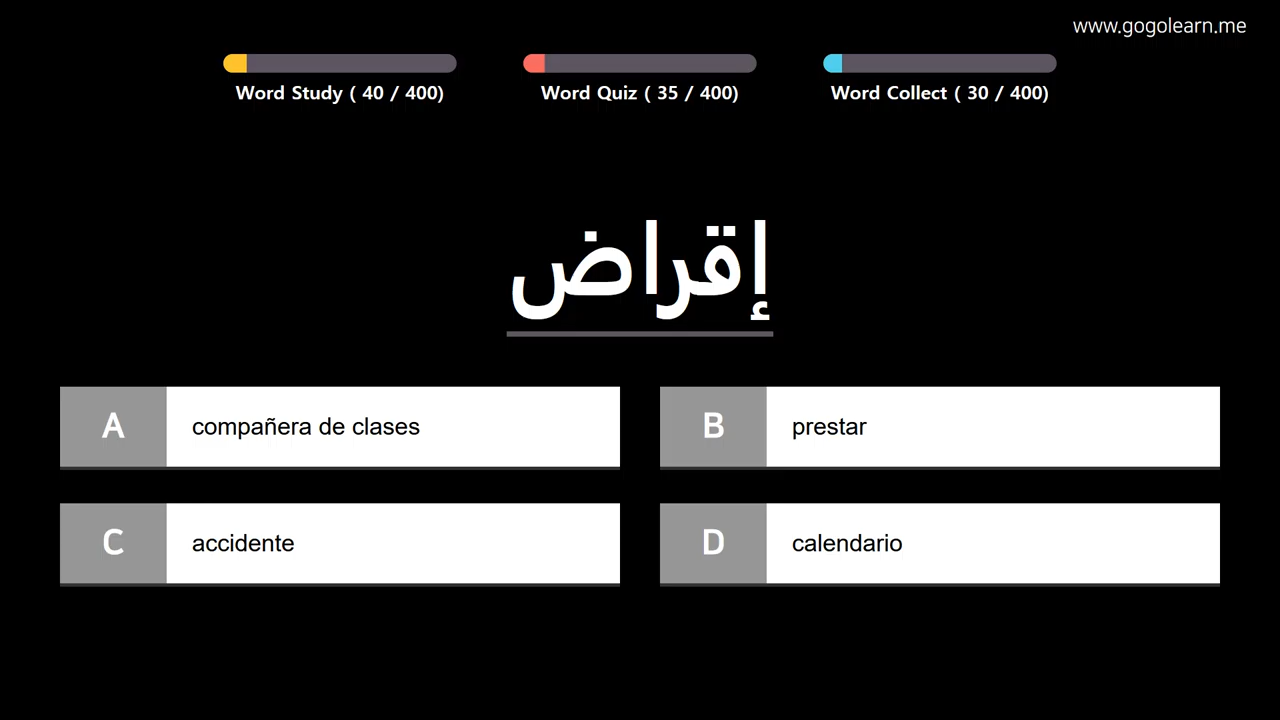 www.gogolearn.me
Word Study ( 40 / 400)
Word Quiz ( 35 / 400)
Word Collect ( 30 / 400)
إقراض
A compañera de clases
B prestar
C accidente
D calendario